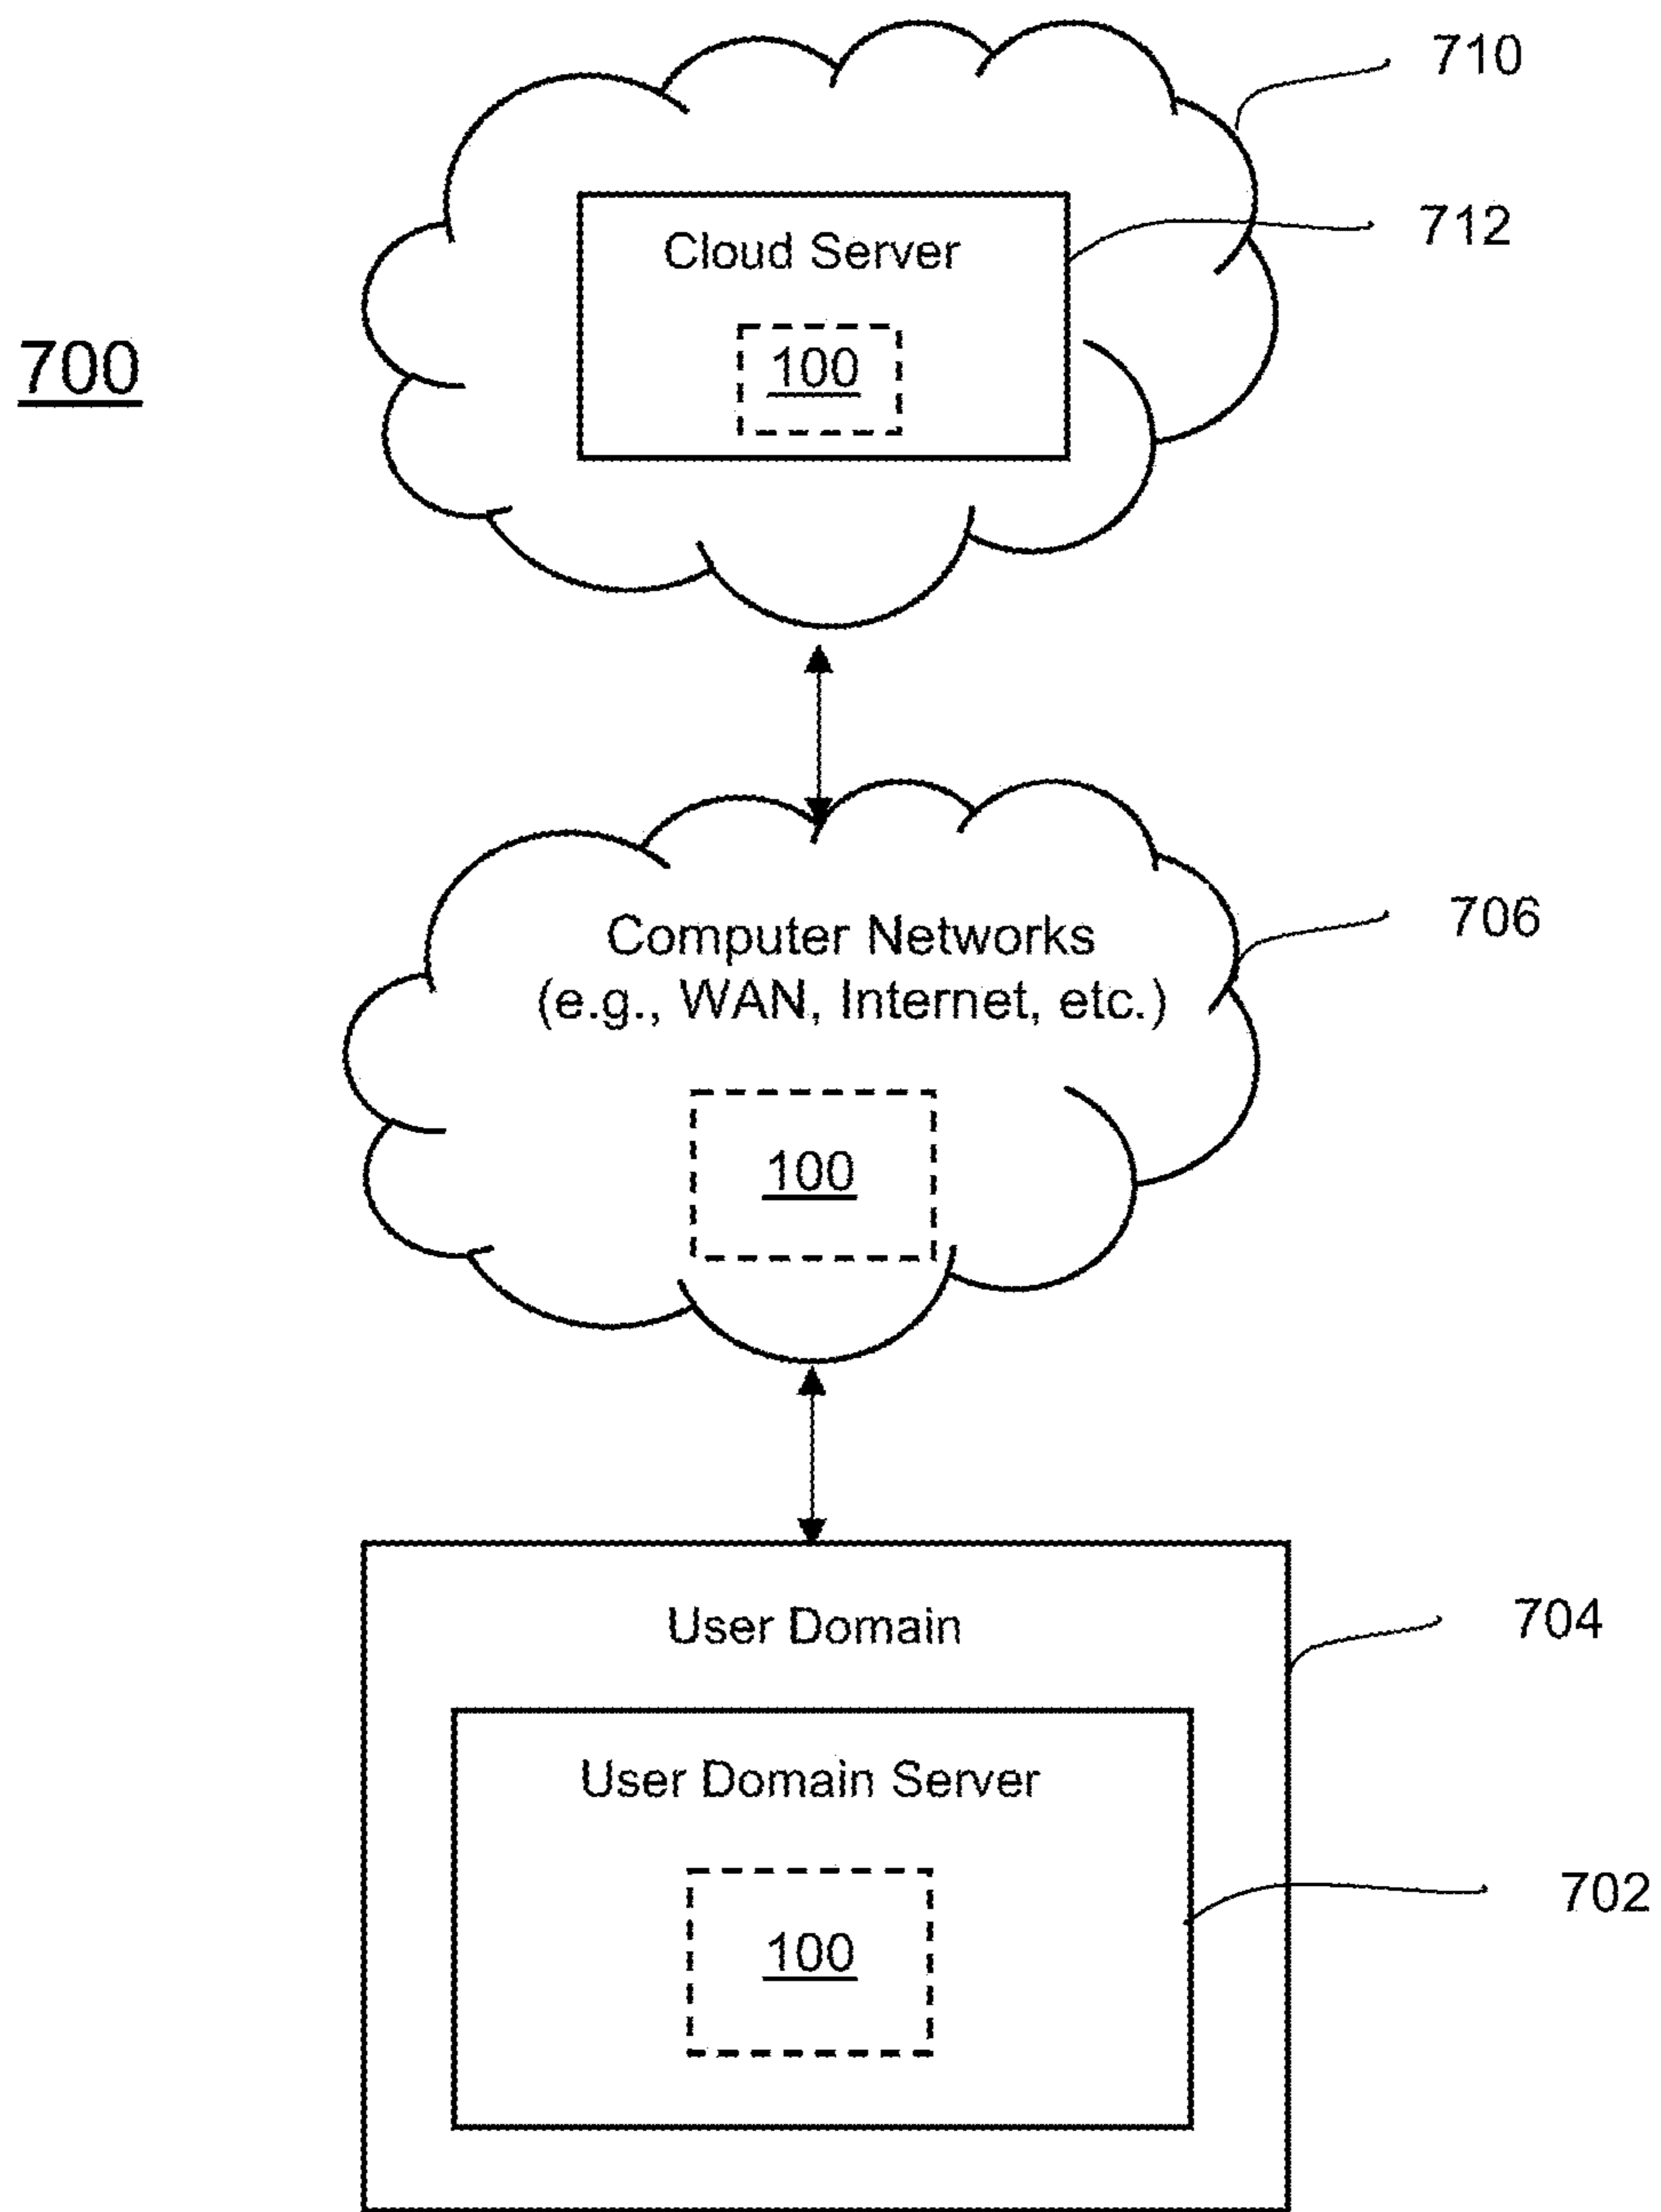 710
712
Cloud Server
100
700
706
Computer Networks
(e.g., WAN, Internet, etc.)
100
704
User Domain
User Domain Server
702
100